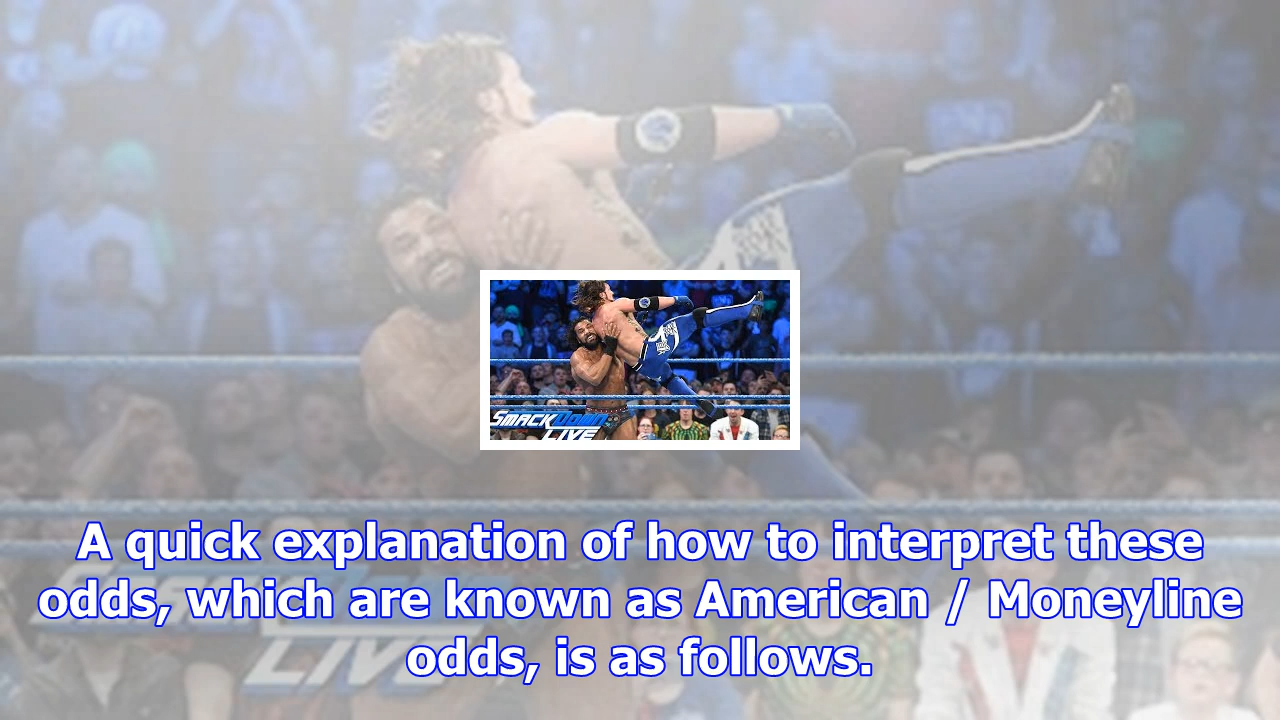 SMACKDOWN
LIVE
A quick explanation of how to interpret these
odds, which are known as American / Moneyline
odds, is as follows.